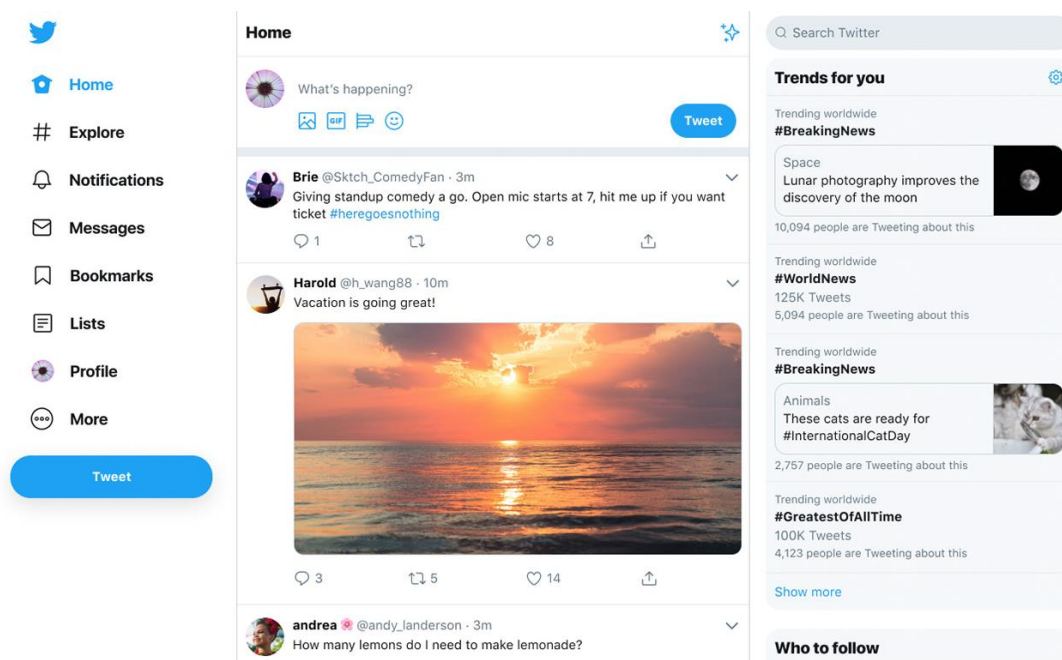 Home
Explore
Notifications
Messages
Bookmarks
Lists
Profile
More
Tweet
Home
What's happening?
GIF
Tweet
Brie @Sktch_ComedyFan · 3m
Giving standup comedy a go. Open mic starts at 7, hit me up if you want
ticket #heregoesnothing
1 8
Harold @h_wang88 · 10m
Vacation is going great!
3 5 14
andrea 🌸 @andy_landerson · 3m
How many lemons do I need to make lemonade?
Search Twitter
Trends for you
Trending worldwide
#BreakingNews
Space
Lunar photography improves the
discovery of the moon
10,094 people are Tweeting about this
Trending worldwide
#WorldNews
125K Tweets
5,094 people are Tweeting about this
Trending worldwide
#BreakingNews
Animals
These cats are ready for
#InternationalCatDay
2,757 people are Tweeting about this
Trending worldwide
#GreatestOfAllTime
100K Tweets
4,123 people are Tweeting about this
Show more
Who to follow